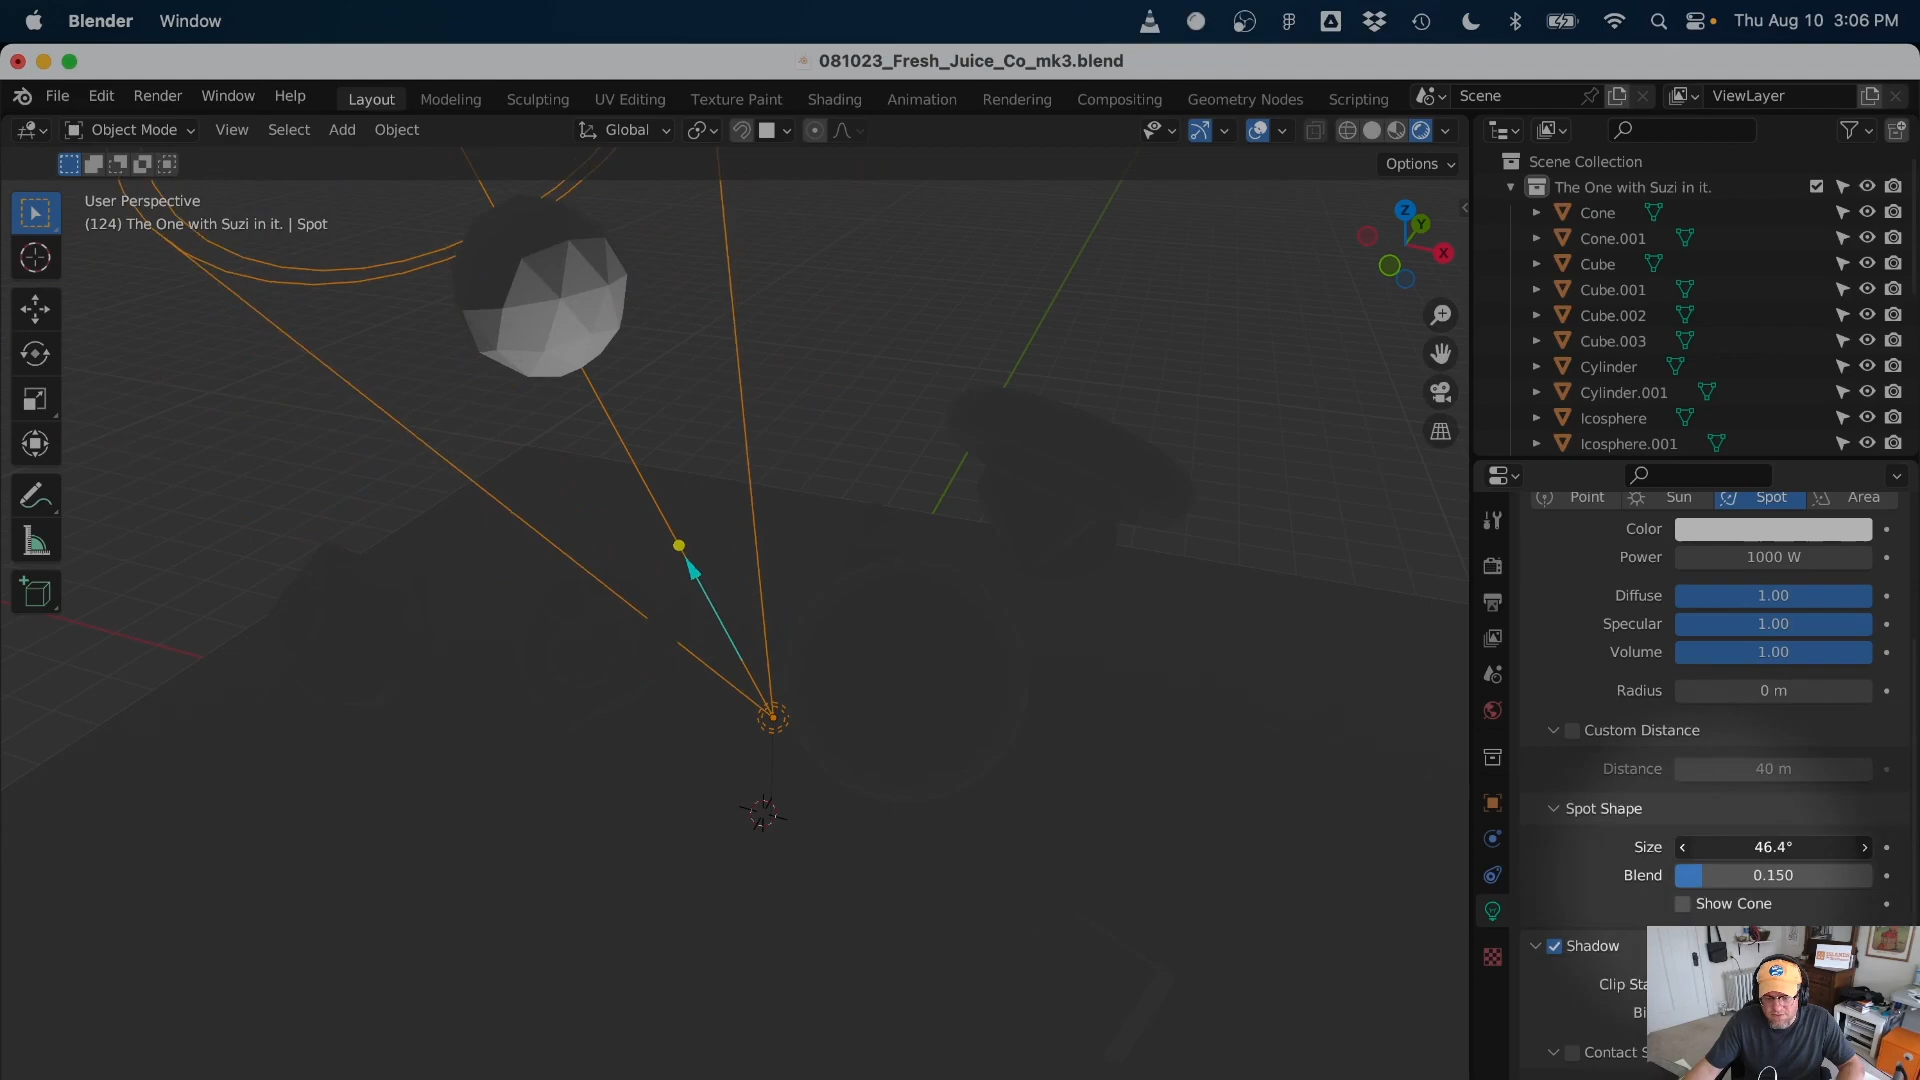 Blender Window Thu Aug 10 3:06 PM
081023_Fresh_Juice_Co_mk3.blend
File Edit Render Window Help Layout Modeling Sculpting UV Editing Texture Paint Shading Animation Rendering Compositing Geometry Nodes Scripting Scene ViewLayer
Object Mode View Select Add Object Global
Options
User Perspective
(124) The One with Suzi in it. | Spot
Z
Y
X
Scene Collection
The One with Suzi in it.
Cone
Cone.001
Cube
Cube.001
Cube.002
Cube.003
Cylinder
Cylinder.001
Icosphere
Icosphere.001
Point Sun Spot Area
Color
Power 1000 W
Diffuse 1.00
Specular 1.00
Volume 1.00
Radius 0 m
Custom Distance
Distance 40 m
Spot Shape
Size 46.4°
Blend 0.150
Show Cone
Shadow
Clip Sta
Bi
Contact S